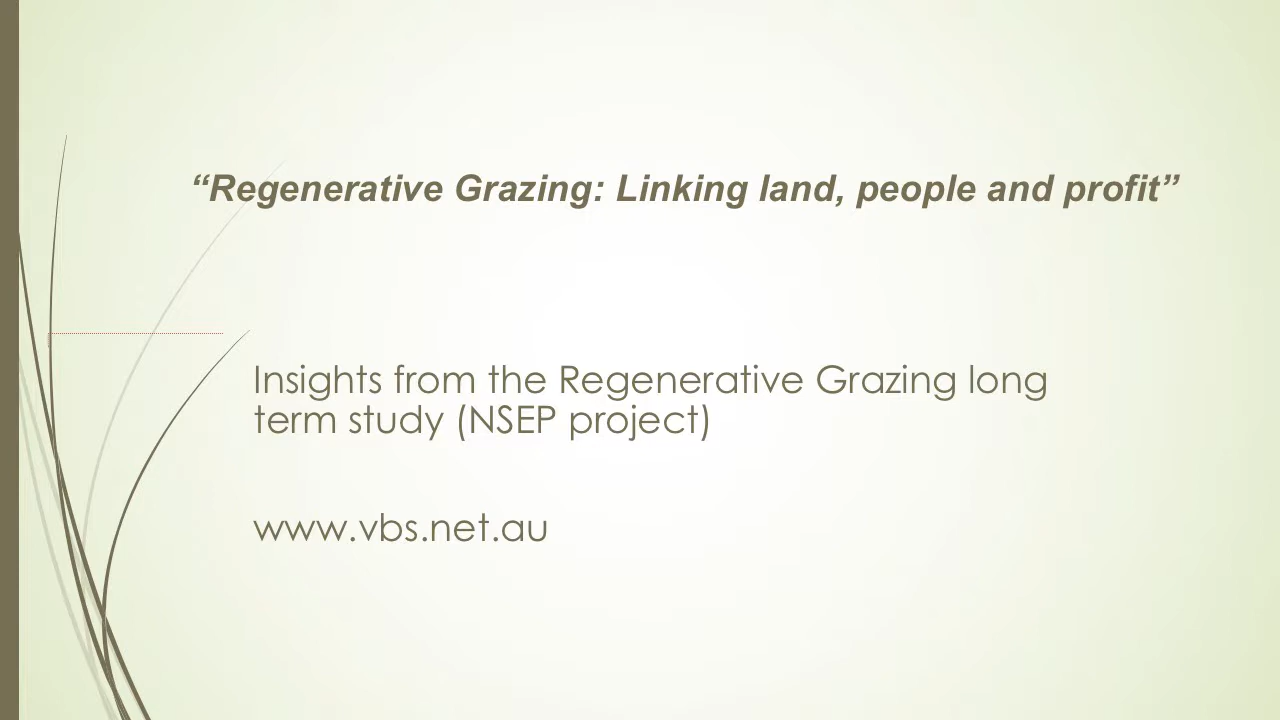 “Regenerative Grazing: Linking land, people and profit”
Insights from the Regenerative Grazing long
term study (NSEP project)
www.vbs.net.au